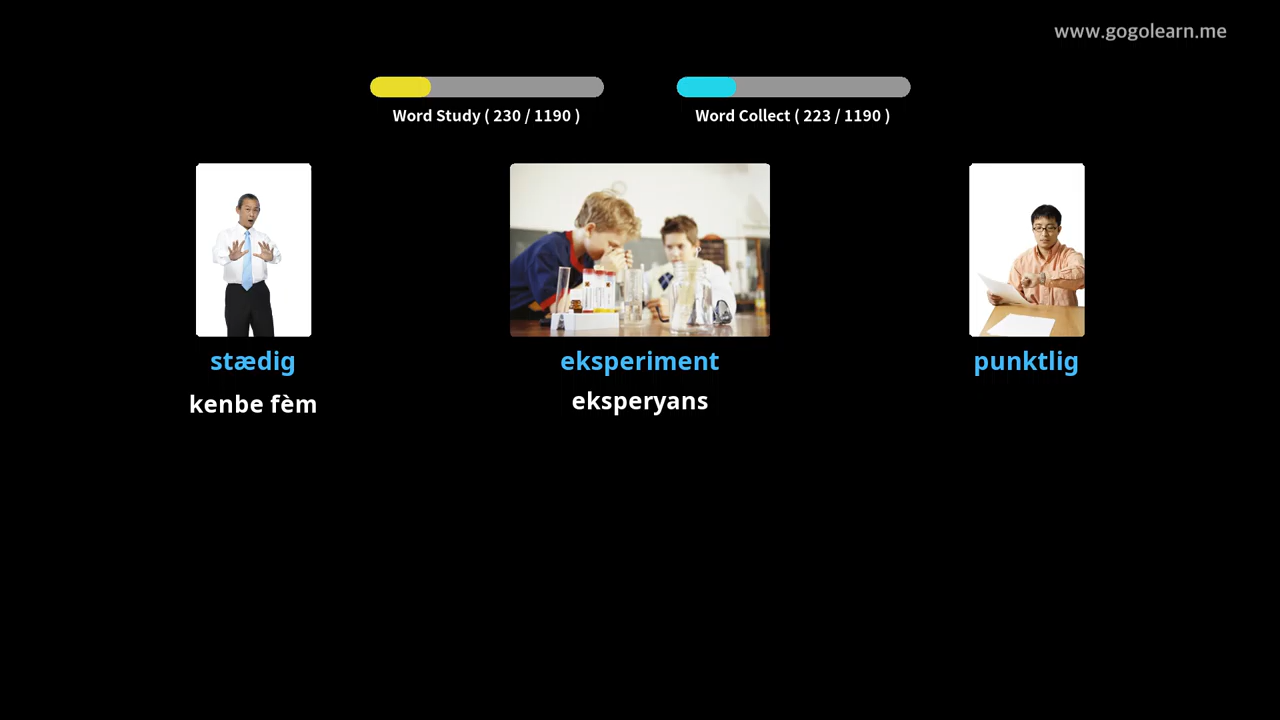 www.gogolearn.me
Word Study ( 230 / 1190 )
Word Collect ( 223 / 1190 )
stædig
eksperiment
punktlig
kenbe fèm
eksperyans